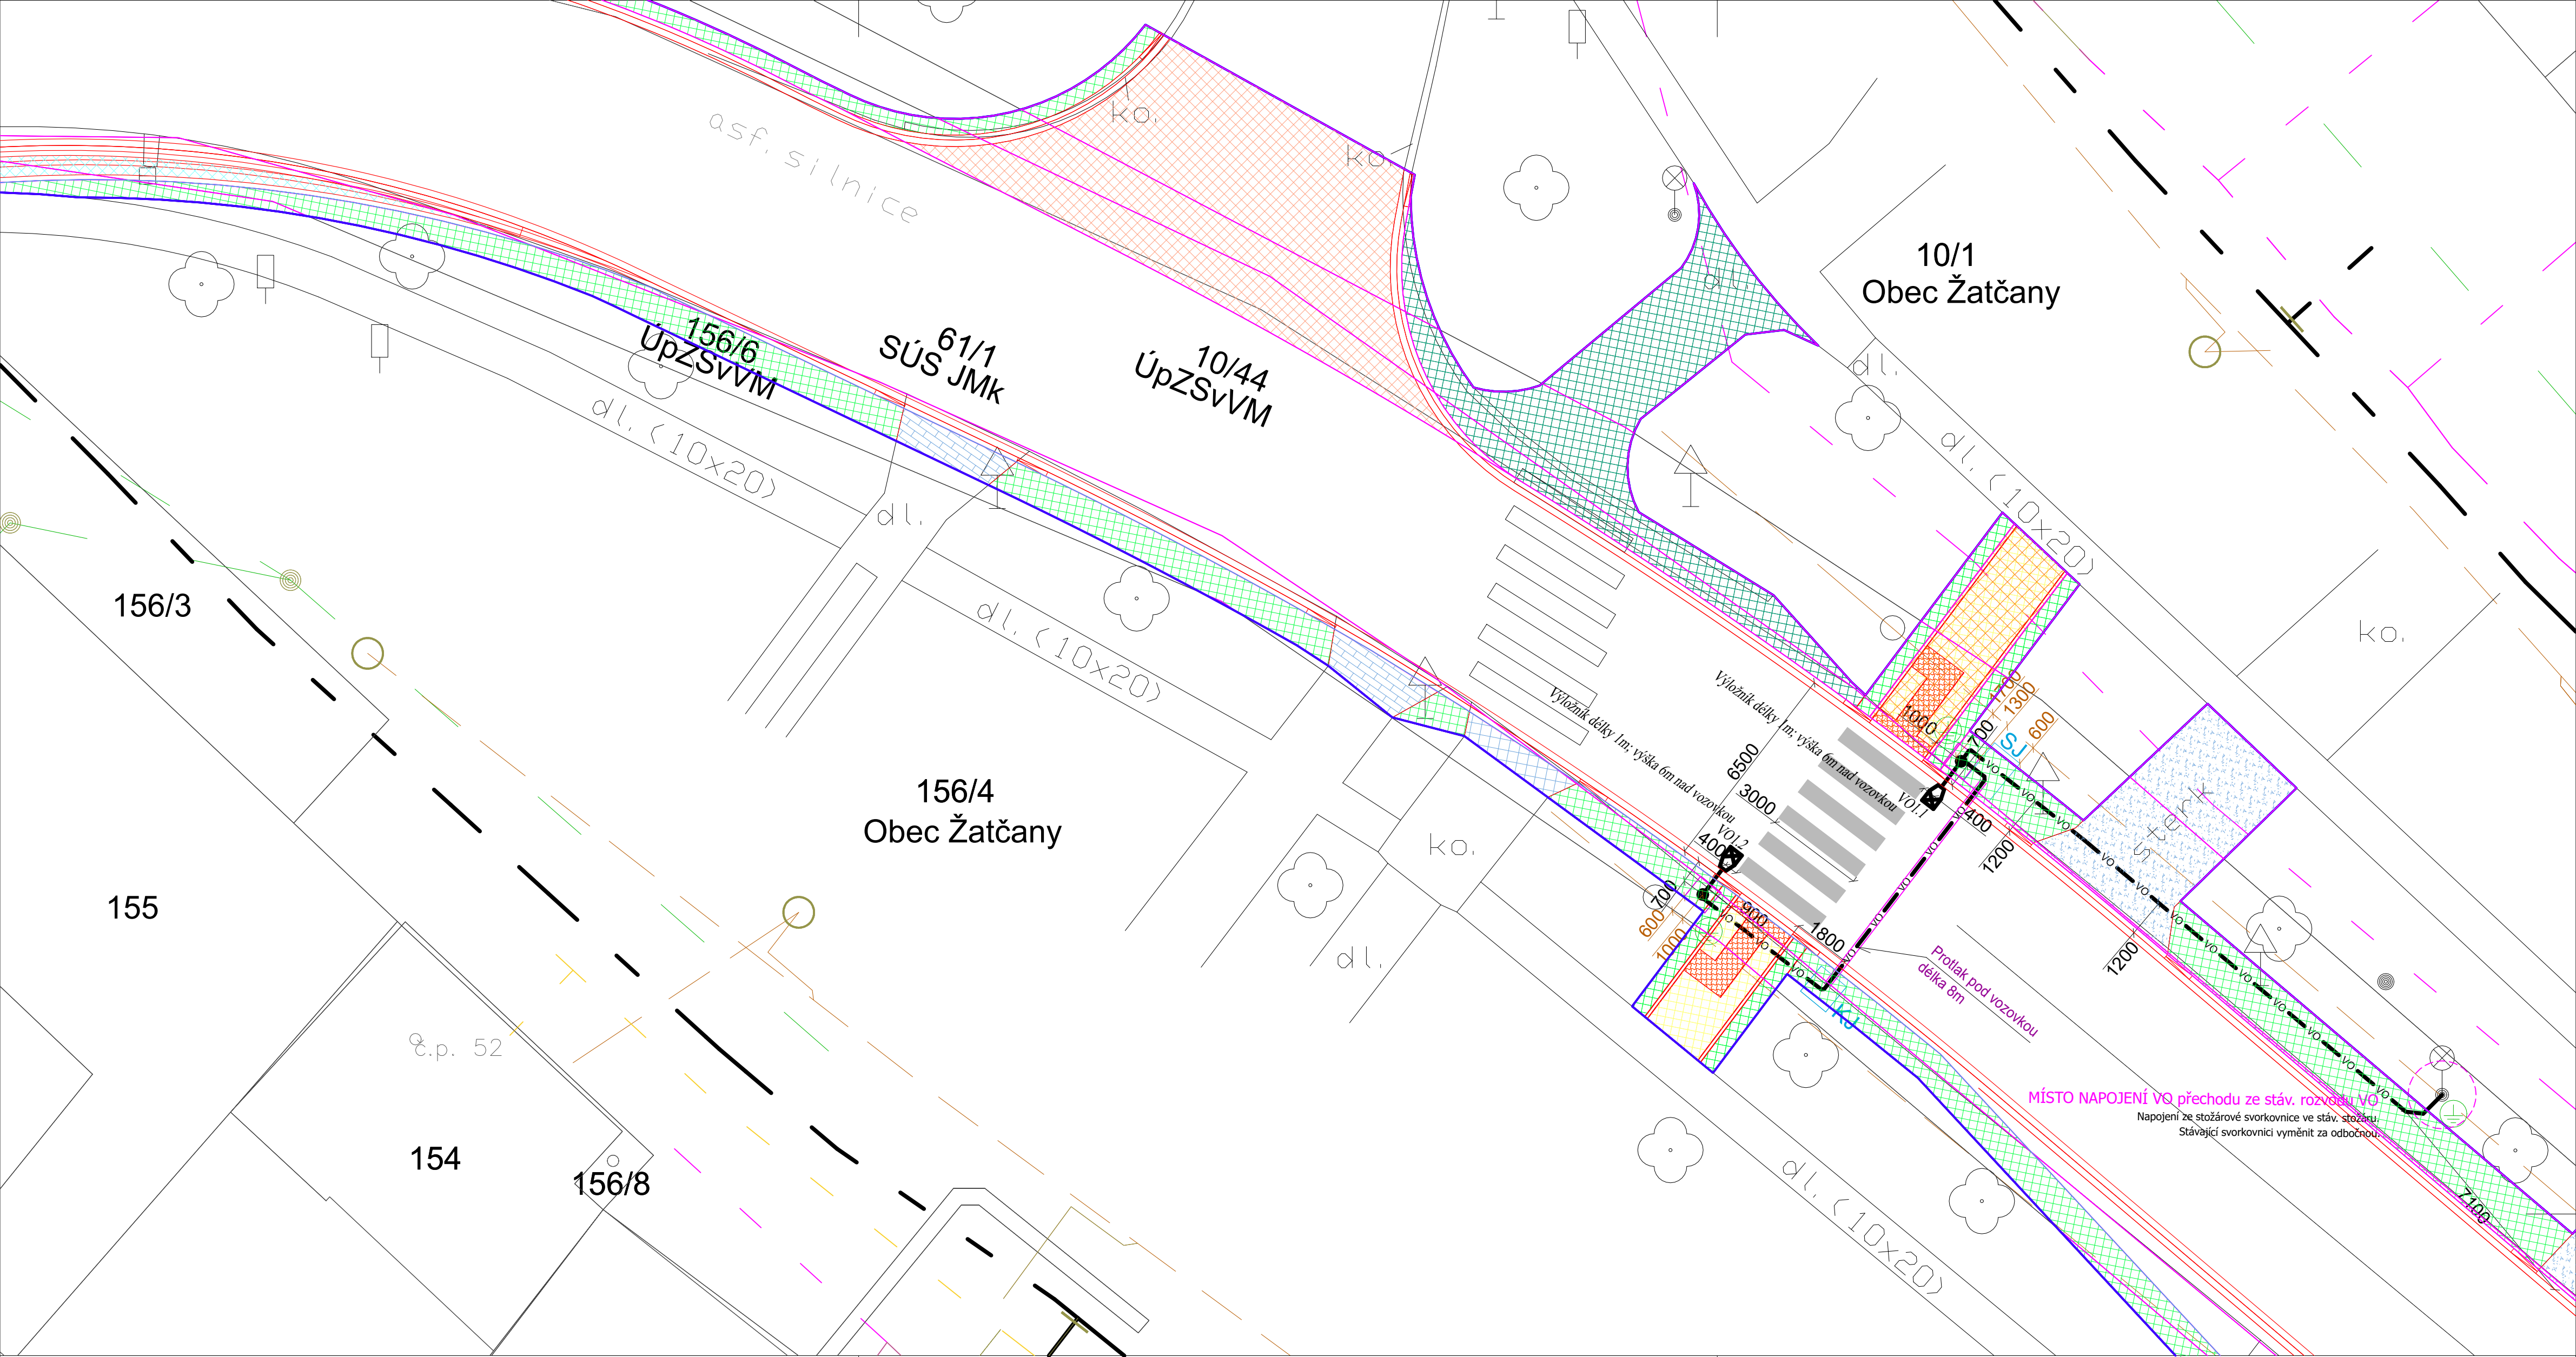 ko.
asf. silnice
ko.
10/1
Obec Žatčany
dl.
156/6
ÚpZSvVM
61/1
SÚS JMk
10/44
ÚpZSvVM
dl.
dl. (10x20)
dl. (10x20)
dl.
156/3
dl. (10x20)
ko.
Výložník délky 1m; výška 6m nad vozovkou
Výložník délky 1m; výška 6m nad vozovkou
1700
1300
600
1000
700
SJ
6500
3000
VO1.1
400
1200
štěrk
156/4
Obec Žatčany
ko.
VO1.2
400
700
600
1000
900
1800
1200
155
dl.
Protlak pod vozovkou
délka 8m
KJ
VO
č.p. 52
MÍSTO NAPOJENÍ VO přechodu ze stáv. rozvodu VO
Napojení ze stožárové svorkovnice ve stáv. stožáru.
Stávající svorkovnici vyměnit za odbočnou.
154
156/8
7100
dl. (10x20)